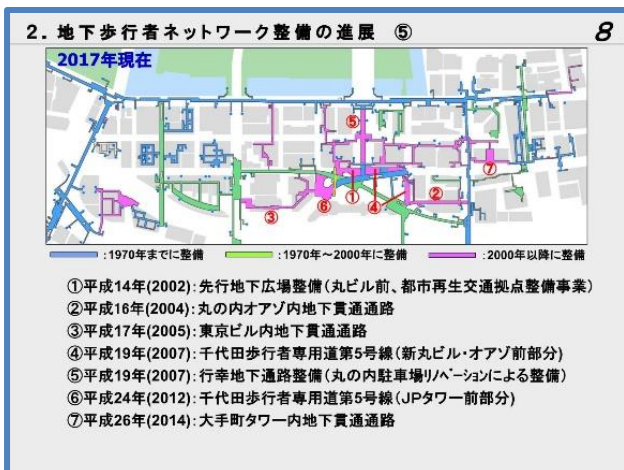 2. 地下歩行者ネットワーク整備の進展 ⑤
8
2017年現在
⑤
⑦
②
③
⑥
①
④
:1970年までに整備
:1970年～2000年に整備
:2000年以降に整備
①平成14年(2002):先行地下広場整備(丸ビル前、都市再生交通拠点整備事業)
②平成16年(2004):丸の内オアゾ内地下貫通通路
③平成17年(2005):東京ビル内地下貫通通路
④平成19年(2007):千代田歩行者専用道第5号線(新丸ビル・オアゾ前部分)
⑤平成19年(2007):行幸地下通路整備(丸の内駐車場リノベーションによる整備)
⑥平成24年(2012):千代田歩行者専用道第5号線(JPタワー前部分)
⑦平成26年(2014):大手町タワー内地下貫通通路